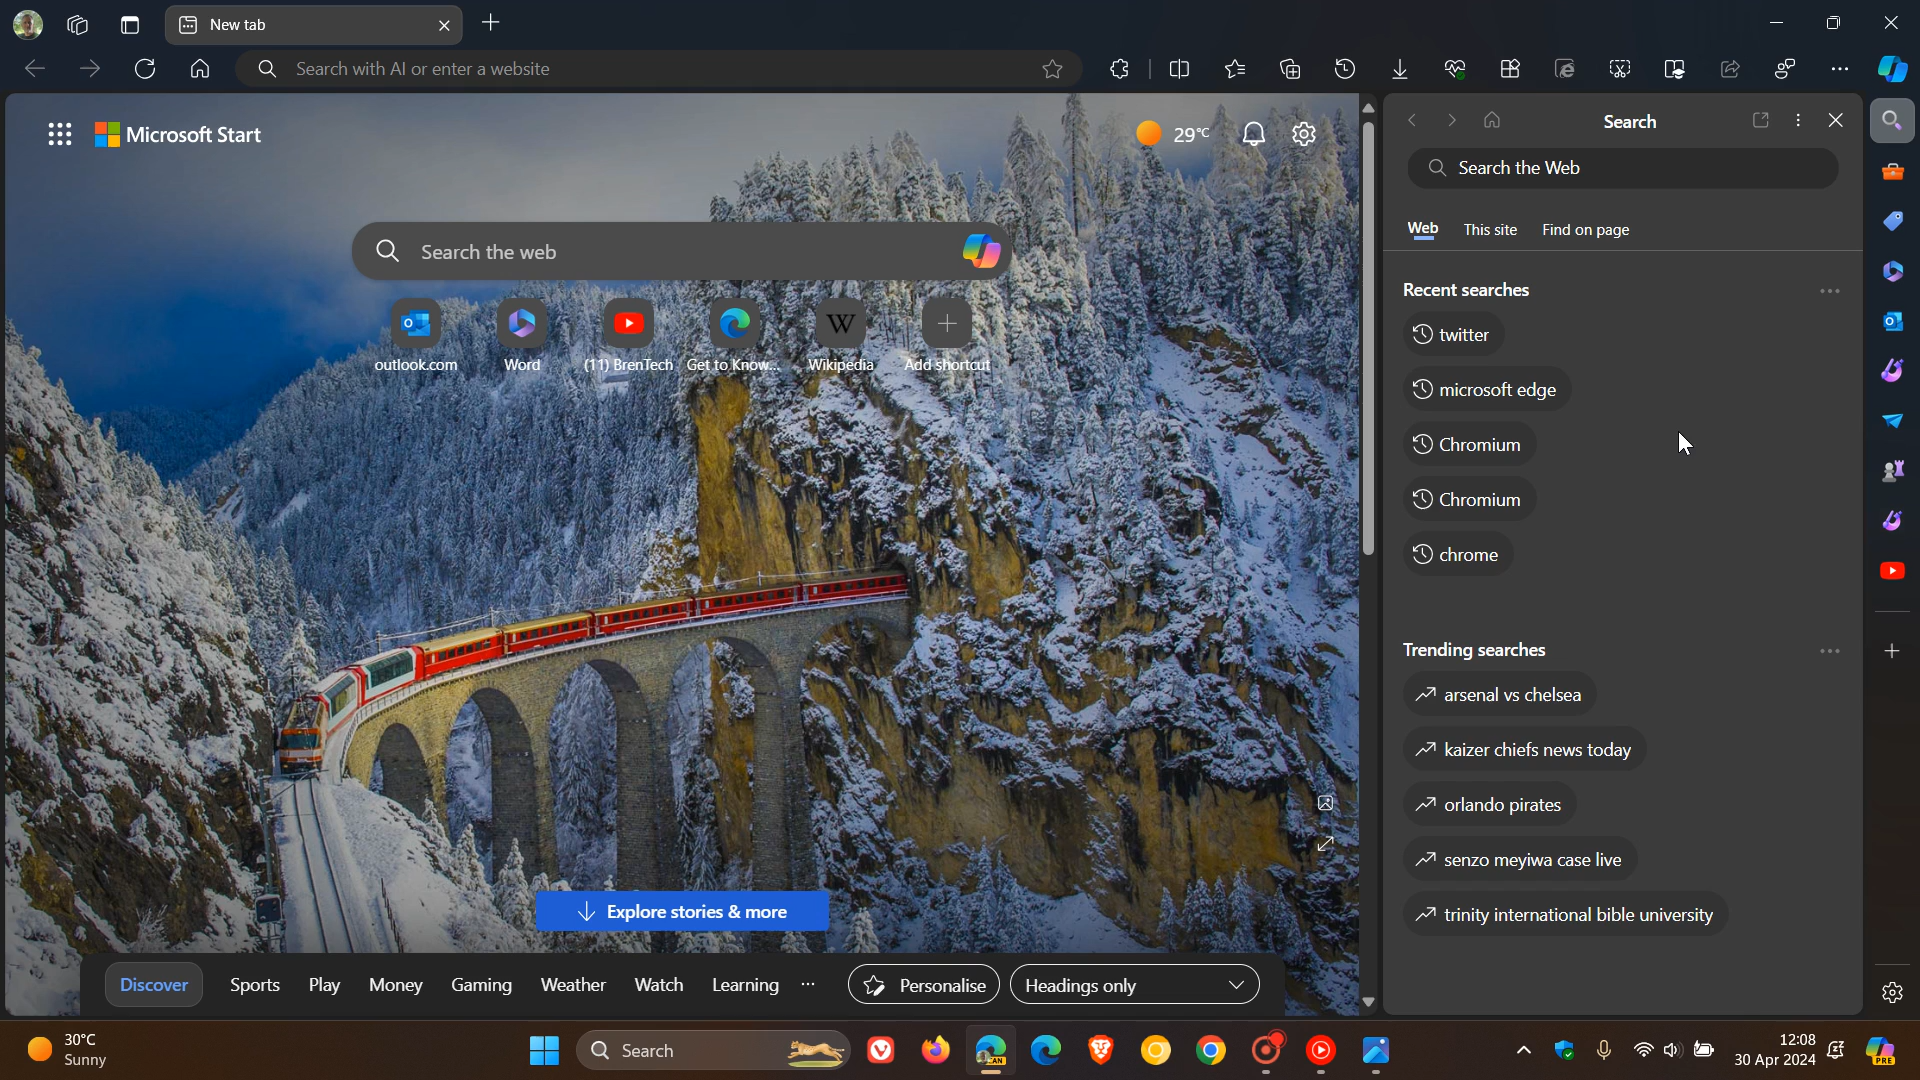 New tab
Search with AI or enter a website
Microsoft Start
29°C
Search the web
outlook.com
Word
(11) BrenTech
Get to Know...
Wikipedia
Add shortcut
Explore stories & more
Discover
Sports
Play
Money
Gaming
Weather
Watch
Learning
Personalise
Headings only
Search
Search the Web
Web
This site
Find on page
Recent searches
twitter
microsoft edge
Chromium
Chromium
chrome
Trending searches
arsenal vs chelsea
kaizer chiefs news today
orlando pirates
senzo meyiwa case live
trinity international bible university
30°C
Sunny
Search
CAN
12:08
30 Apr 2024
PRE